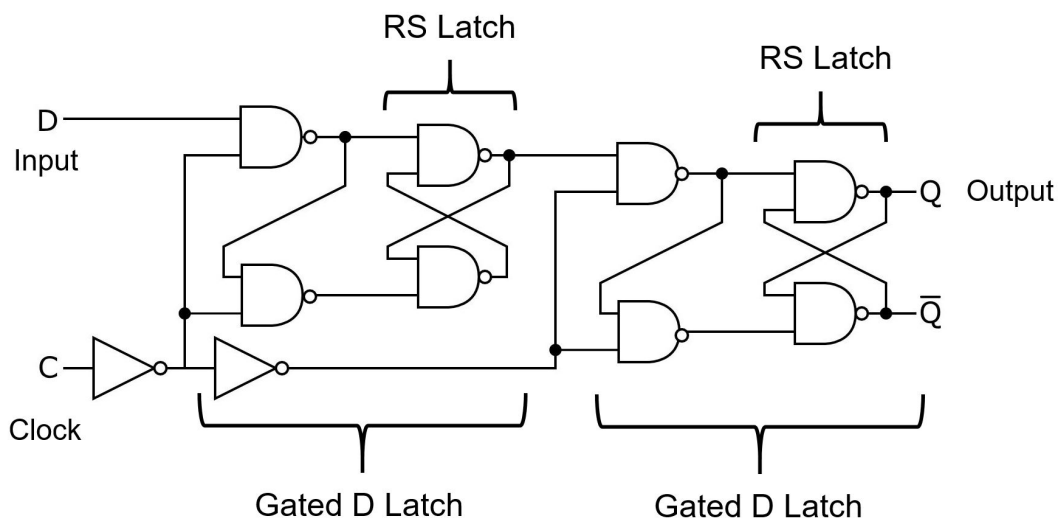 RS Latch
RS Latch
D
Input
Q Output
Q̅
C
Clock
Gated D Latch
Gated D Latch